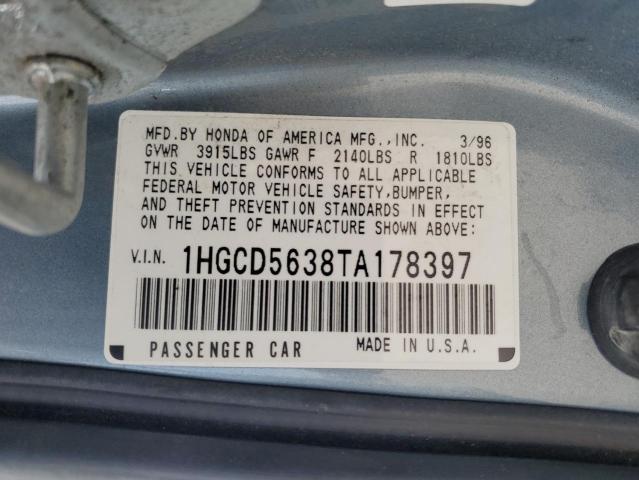 MFD.BY HONDA OF AMERICA MFG.,INC. 3/96
GVWR 3915LBS GAWR F 2140LBS R 1810LBS
THIS VEHICLE CONFORMS TO ALL APPLICABLE
FEDERAL MOTOR VEHICLE SAFETY,BUMPER,
AND THEFT PREVENTION STANDARDS IN EFFECT
ON THE DATE OF MANUFACTURE SHOWN ABOVE.
V.I.N. 1HGCD5638TA178397
PASSENGER CAR MADE IN U.S.A.